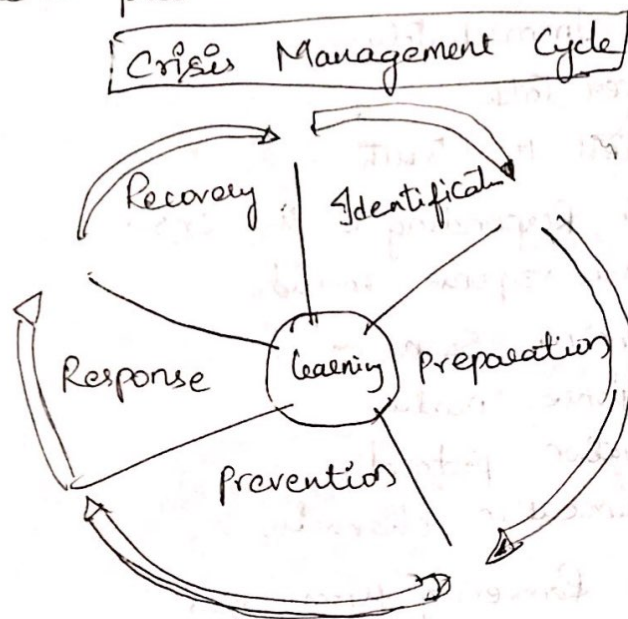 Crisis Management Cycle
Recovery
Identification
Response
Learning
Preparation
Prevention